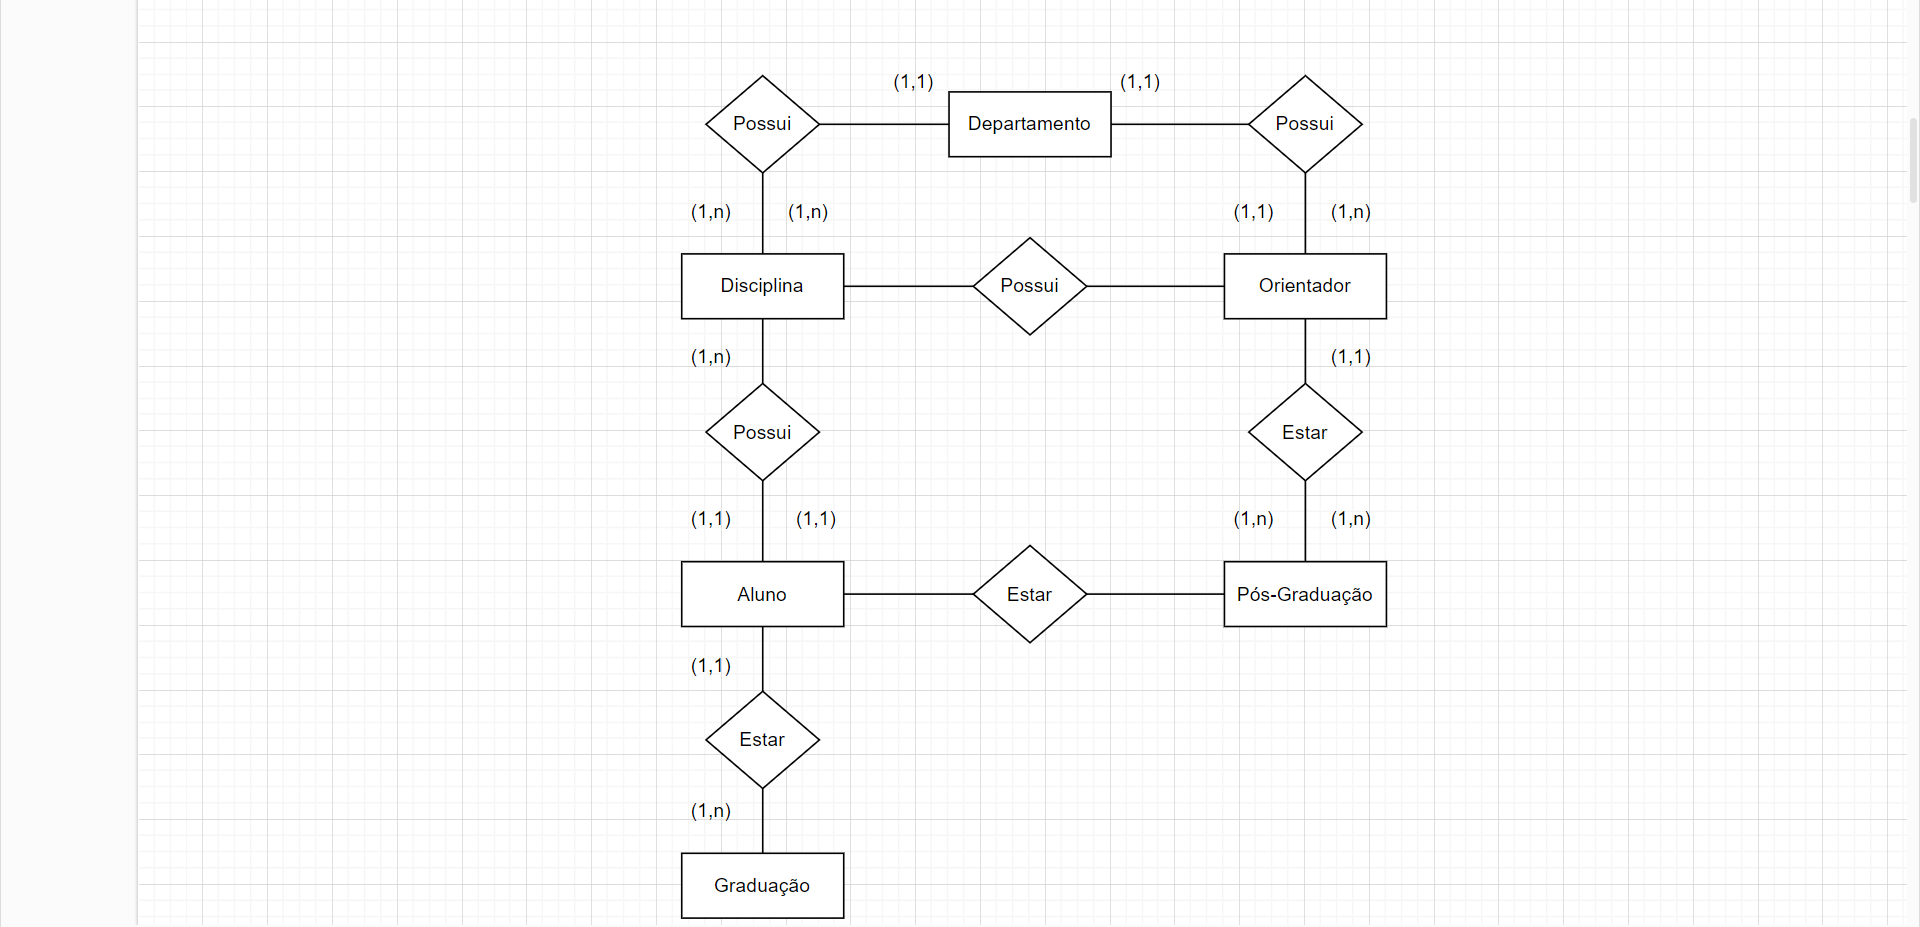 (1,1)
(1,1)
Possui
Departamento
Possui
(1,n)
(1,n)
(1,1)
(1,n)
Disciplina
Possui
Orientador
(1,n)
(1,1)
Possui
Estar
(1,1)
(1,1)
(1,n)
(1,n)
Aluno
Estar
Pós-Graduação
(1,1)
Estar
(1,n)
Graduação